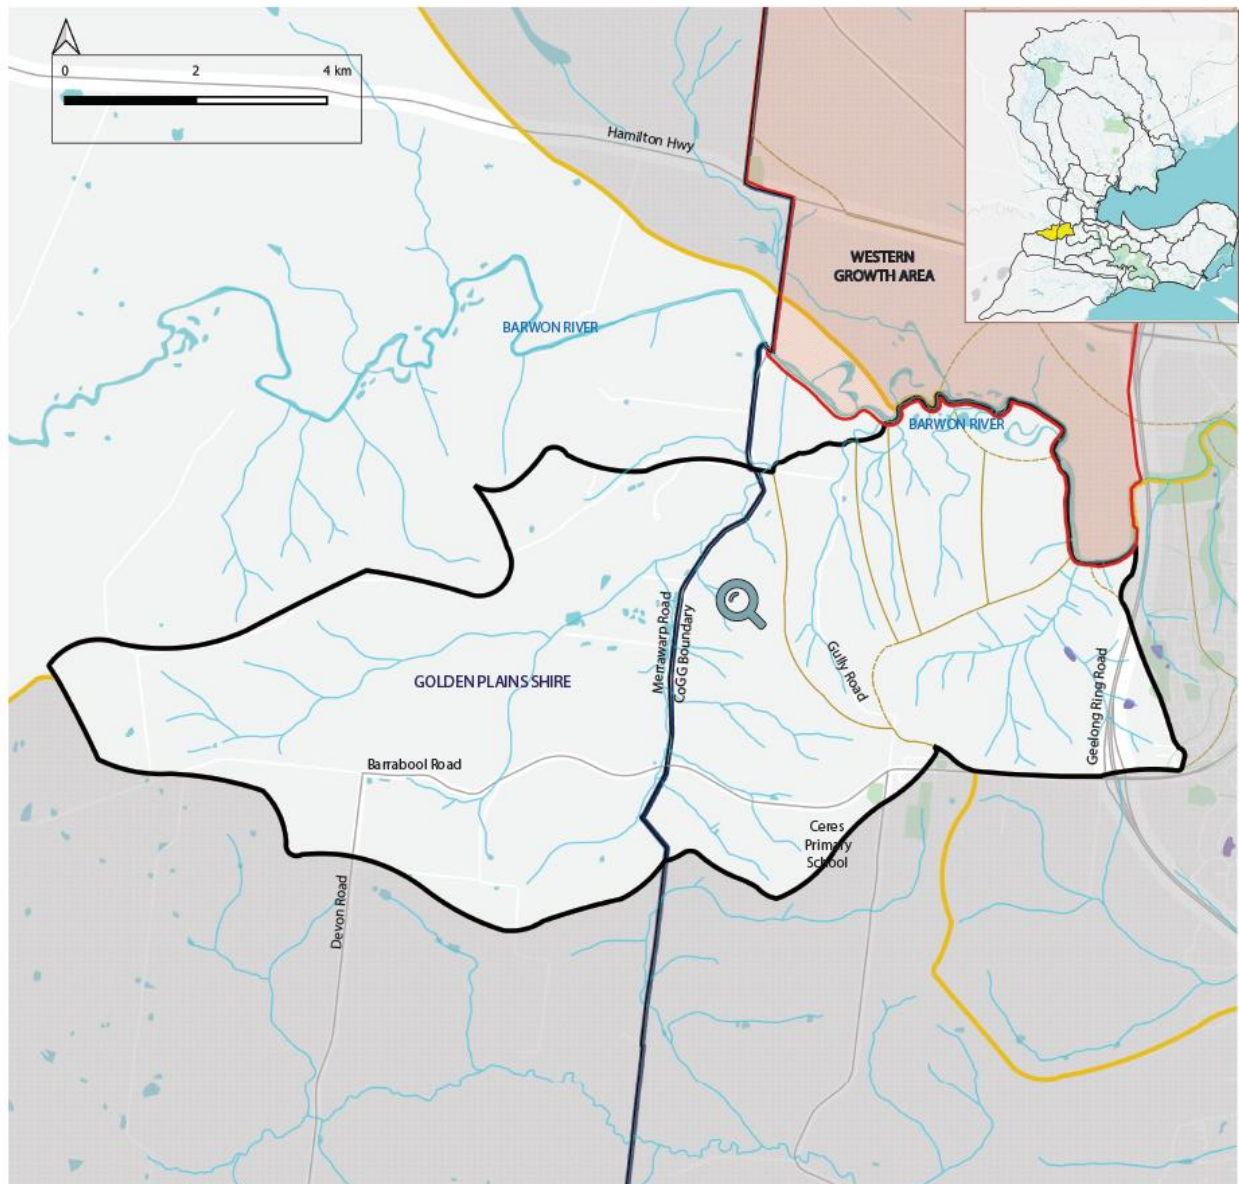 0 2 4 km
Hamilton Hwy
WESTERN
GROWTH AREA
BARWON RIVER
BARWON RIVER
Merrawarp Road
CoGG Boundary
Gully Road
GOLDEN PLAINS SHIRE
Geelong Ring Road
Barrabool Road
Ceres
Primary
School
Devon Road